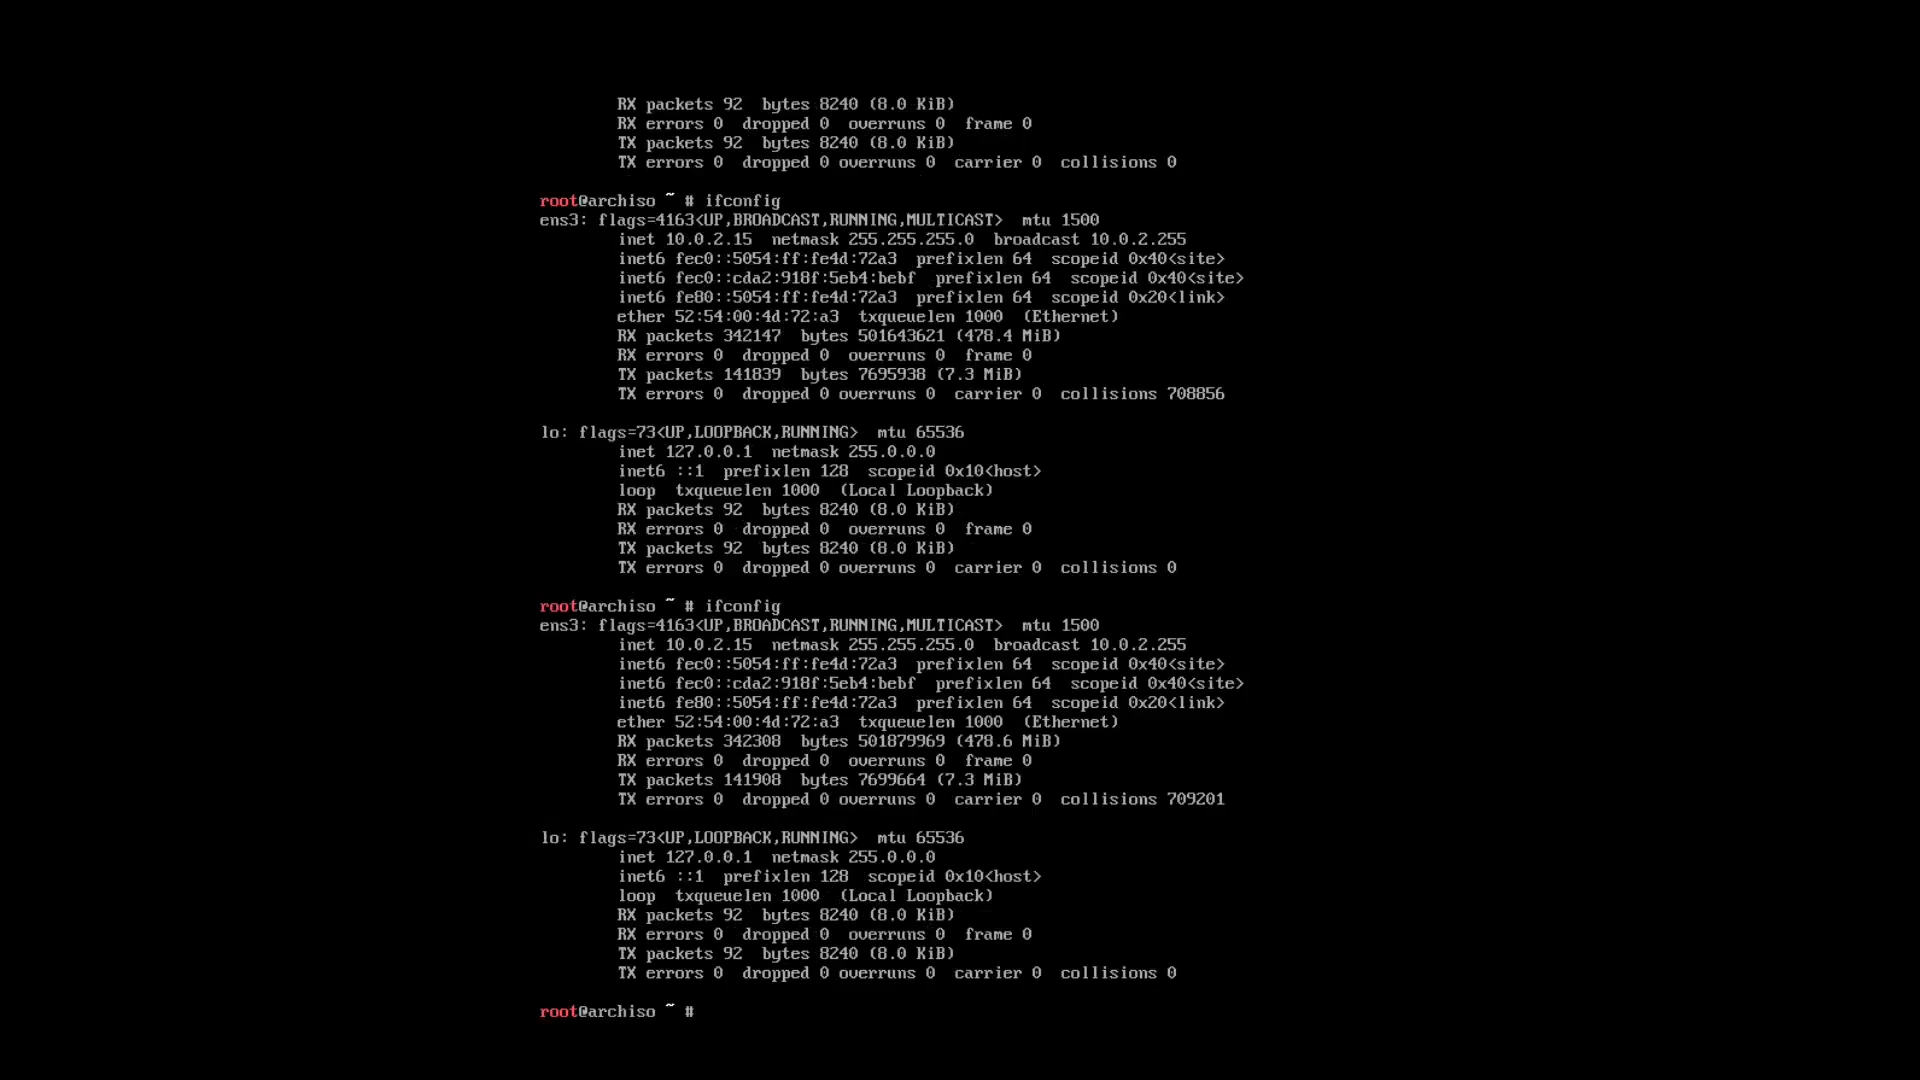 RX packets 92  bytes 8240 (8.0 KiB)
RX errors 0  dropped 0  overruns 0  frame 0
TX packets 92  bytes 8240 (8.0 KiB)
TX errors 0  dropped 0 overruns 0  carrier 0  collisions 0
root@archiso ~ # ifconfig
ens3: flags=4163<UP,BROADCAST,RUNNING,MULTICAST>  mtu 1500
inet 10.0.2.15  netmask 255.255.255.0  broadcast 10.0.2.255
inet6 fec0::5054:ff:fe4d:72a3  prefixlen 64  scopeid 0x40<site>
inet6 fec0::cda2:918f:5eb4:bebf  prefixlen 64  scopeid 0x40<site>
inet6 fe80::5054:ff:fe4d:72a3  prefixlen 64  scopeid 0x20<link>
ether 52:54:00:4d:72:a3  txqueuelen 1000  (Ethernet)
RX packets 342147  bytes 501643621 (478.4 MiB)
RX errors 0  dropped 0  overruns 0  frame 0
TX packets 141839  bytes 7695938 (7.3 MiB)
TX errors 0  dropped 0 overruns 0  carrier 0  collisions 708856
lo: flags=73<UP,LOOPBACK,RUNNING>  mtu 65536
inet 127.0.0.1  netmask 255.0.0.0
inet6 ::1  prefixlen 128  scopeid 0x10<host>
loop  txqueuelen 1000  (Local Loopback)
RX packets 92  bytes 8240 (8.0 KiB)
RX errors 0  dropped 0  overruns 0  frame 0
TX packets 92  bytes 8240 (8.0 KiB)
TX errors 0  dropped 0 overruns 0  carrier 0  collisions 0
root@archiso ~ # ifconfig
ens3: flags=4163<UP,BROADCAST,RUNNING,MULTICAST>  mtu 1500
inet 10.0.2.15  netmask 255.255.255.0  broadcast 10.0.2.255
inet6 fec0::5054:ff:fe4d:72a3  prefixlen 64  scopeid 0x40<site>
inet6 fec0::cda2:918f:5eb4:bebf  prefixlen 64  scopeid 0x40<site>
inet6 fe80::5054:ff:fe4d:72a3  prefixlen 64  scopeid 0x20<link>
ether 52:54:00:4d:72:a3  txqueuelen 1000  (Ethernet)
RX packets 342308  bytes 501879969 (478.6 MiB)
RX errors 0  dropped 0  overruns 0  frame 0
TX packets 141908  bytes 7699664 (7.3 MiB)
TX errors 0  dropped 0 overruns 0  carrier 0  collisions 709201
lo: flags=73<UP,LOOPBACK,RUNNING>  mtu 65536
inet 127.0.0.1  netmask 255.0.0.0
inet6 ::1  prefixlen 128  scopeid 0x10<host>
loop  txqueuelen 1000  (Local Loopback)
RX packets 92  bytes 8240 (8.0 KiB)
RX errors 0  dropped 0  overruns 0  frame 0
TX packets 92  bytes 8240 (8.0 KiB)
TX errors 0  dropped 0 overruns 0  carrier 0  collisions 0
root@archiso ~ #